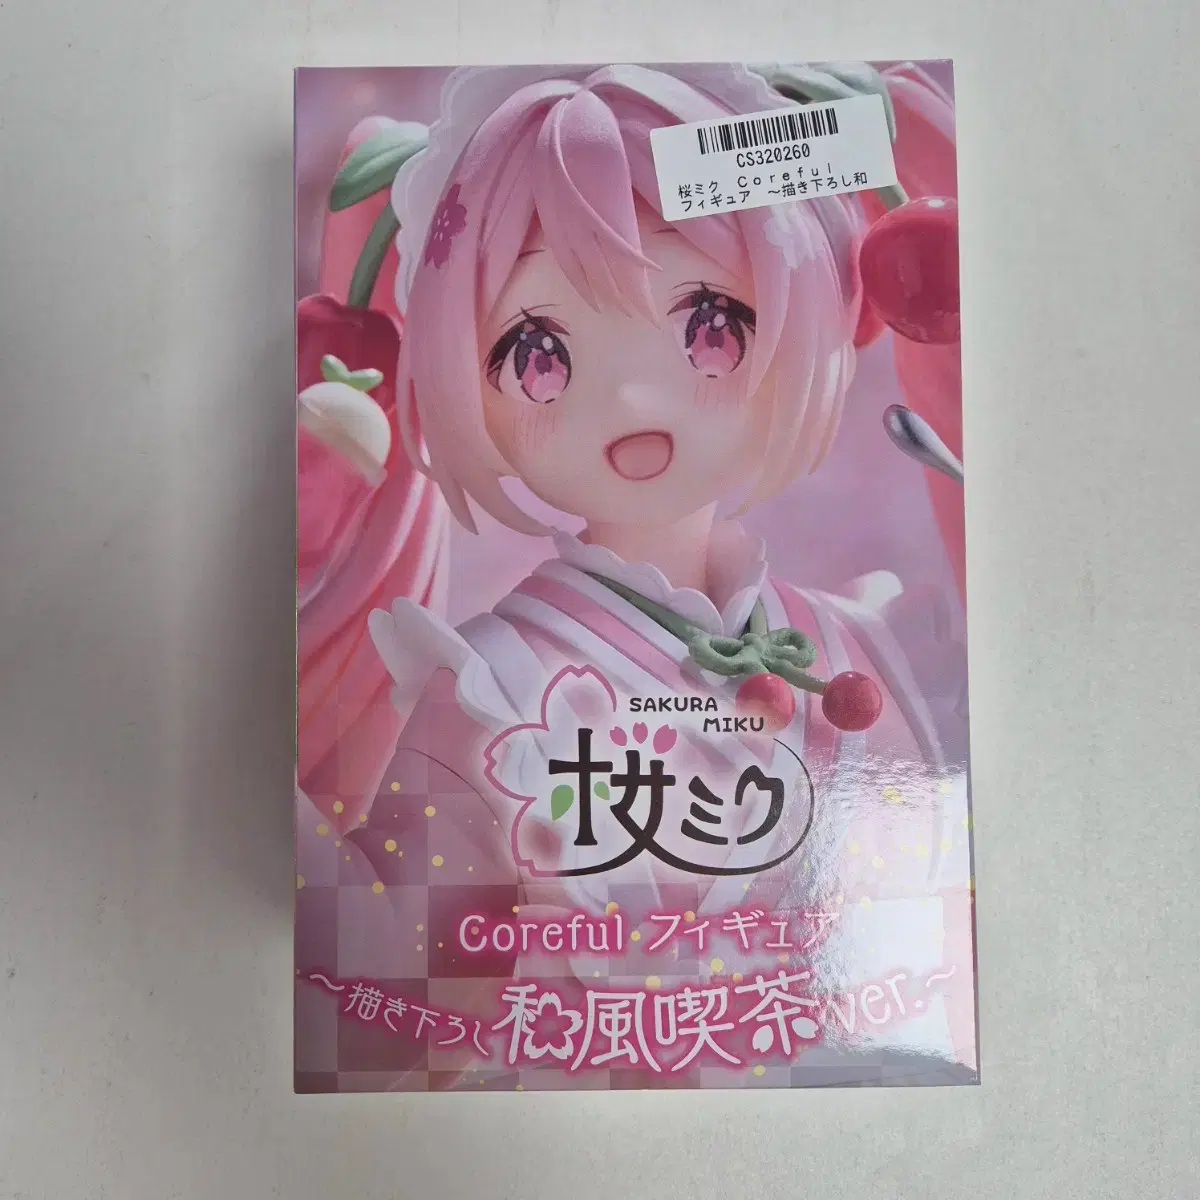 CS320260
桜ミク Coreful
フィギュア ～描き下ろし和
SAKURA
MIKU
桜ミク
Coreful フィギュア
～描き下ろし和風喫茶ver.～